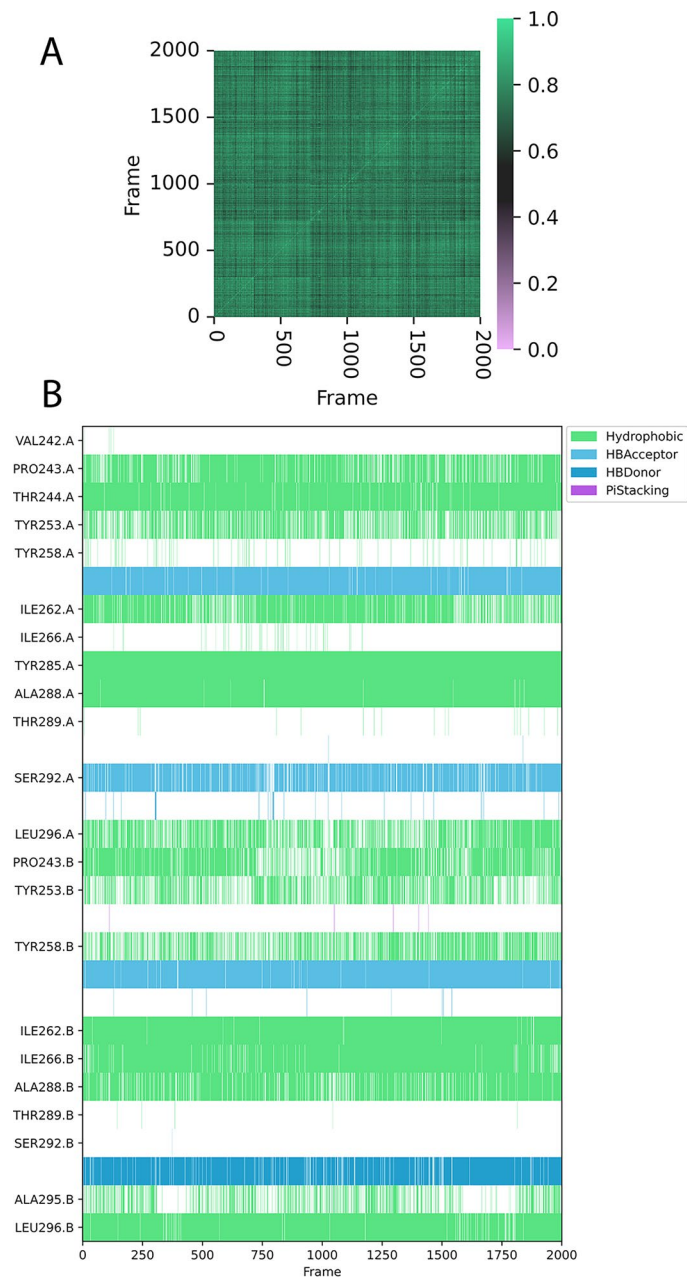 A
2000
1500
1000
500
0
Frame
0
500
1000
1500
2000
Frame
1.0
0.8
0.6
0.4
0.2
0.0
B
VAL242.A
PRO243.A
THR244.A
TYR253.A
TYR258.A
ILE262.A
ILE266.A
TYR285.A
ALA288.A
THR289.A
SER292.A
LEU296.A
PRO243.B
TYR253.B
TYR258.B
ILE262.B
ILE266.B
ALA288.B
THR289.B
SER292.B
ALA295.B
LEU296.B
Hydrophobic
HBAcceptor
HBDonor
PiStacking
0 250 500 750 1000 1250 1500 1750 2000
Frame